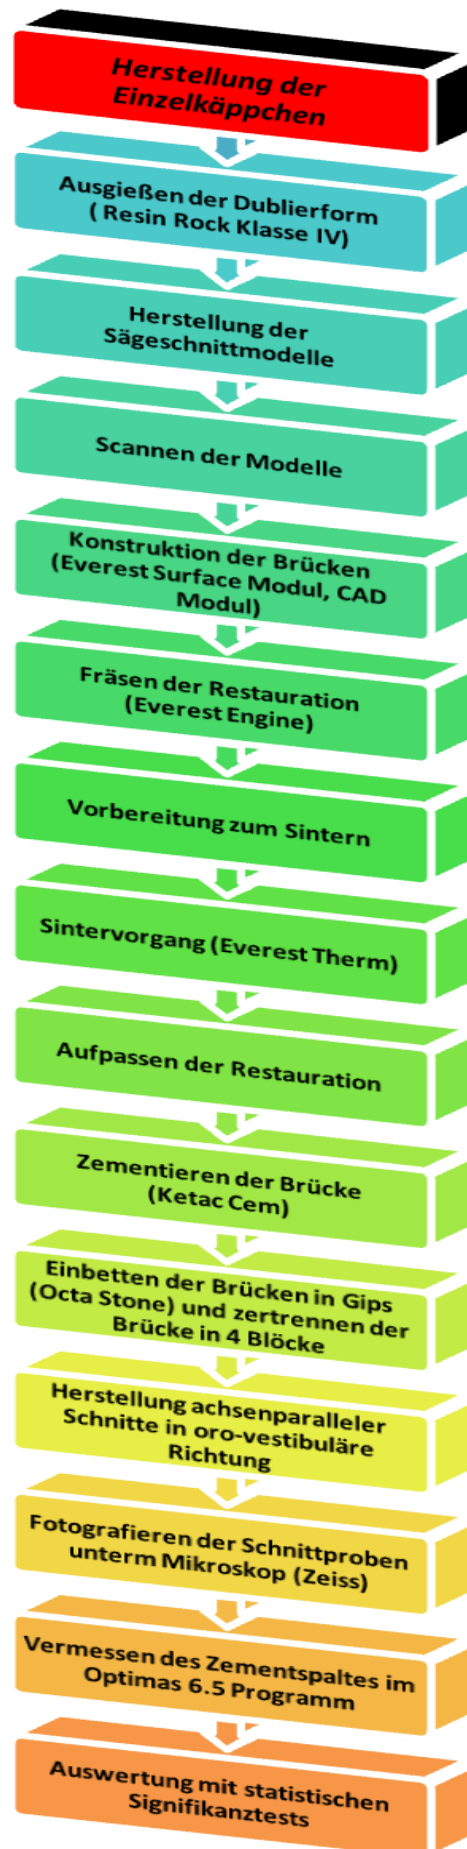 Herstellung der
Einzelkäppchen
Ausgießen der Dublierform
( Resin Rock Klasse IV)
Herstellung der
Sägeschnittmodelle
Scannen der Modelle
Konstruktion der Brücken
(Everest Surface Modul, CAD
Modul)
Fräsen der Restauration
(Everest Engine)
Vorbereitung zum Sintern
Sintervorgang (Everest Therm)
Aufpassen der Restauration
Zementieren der Brücke
(Ketac Cem)
Einbetten der Brücken in Gips
(Octa Stone) und zertrennen der
Brücke in 4 Blöcke
Herstellung achsenparalleler
Schnitte in oro-vestibuläre
Richtung
Fotografieren der Schnittproben
unterm Mikroskop (Zeiss)
Vermessen des Zementspaltes im
Optimas 6.5 Programm
Auswertung mit statistischen
Signifikanztests